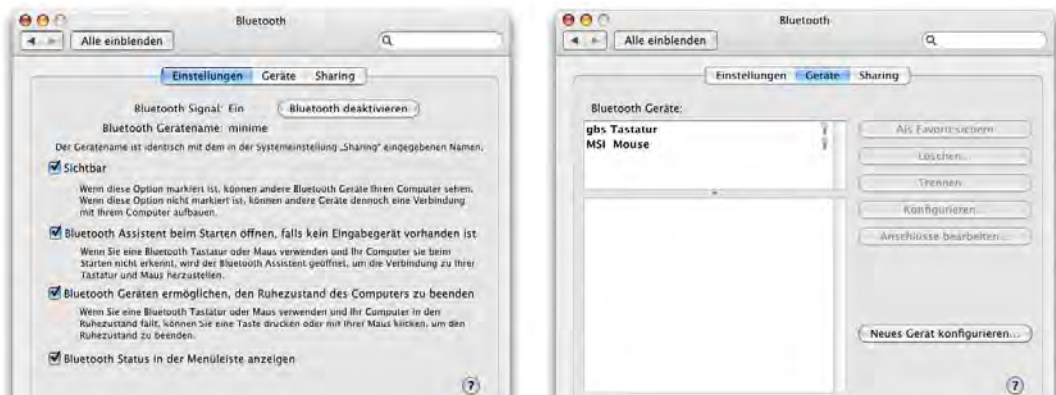 Bluetooth
Alle einblenden
Einstellungen Geräte Sharing
Bluetooth Signal: Ein Bluetooth deaktivieren
Bluetooth Gerätename: minime
Der Gerätename ist identisch mit dem in der Systemeinstellung „Sharing" eingegebenen Namen.
Sichtbar
Wenn diese Option markiert ist, können andere Bluetooth Geräte Ihren Computer sehen.
Wenn diese Option nicht markiert ist, können andere Geräte dennoch eine Verbindung
mit Ihrem Computer aufbauen.
Bluetooth Assistent beim Starten öffnen, falls kein Eingabegerät vorhanden ist
Wenn Sie eine Bluetooth Tastatur oder Maus verwenden und Ihr Computer sie beim
Starten nicht erkennt, wird der Bluetooth Assistent geöffnet, um die Verbindung zu Ihrer
Tastatur und Maus herzustellen.
Bluetooth Geräten ermöglichen, den Ruhezustand des Computers zu beenden
Wenn Sie eine Bluetooth Tastatur oder Maus verwenden und Ihr Computer in den
Ruhezustand fällt, können Sie eine Taste drücken oder mit Ihrer Maus klicken, um den
Ruhezustand zu beenden.
Bluetooth Status in der Menüleiste anzeigen
?
Bluetooth
Alle einblenden
Einstellungen Geräte Sharing
Bluetooth Geräte:
gbs Tastatur
MSI Mouse
Als Favorit sichern
Löschen...
Trennen
Konfigurieren...
Anschlüsse bearbeiten...
Neues Gerät konfigurieren...
?